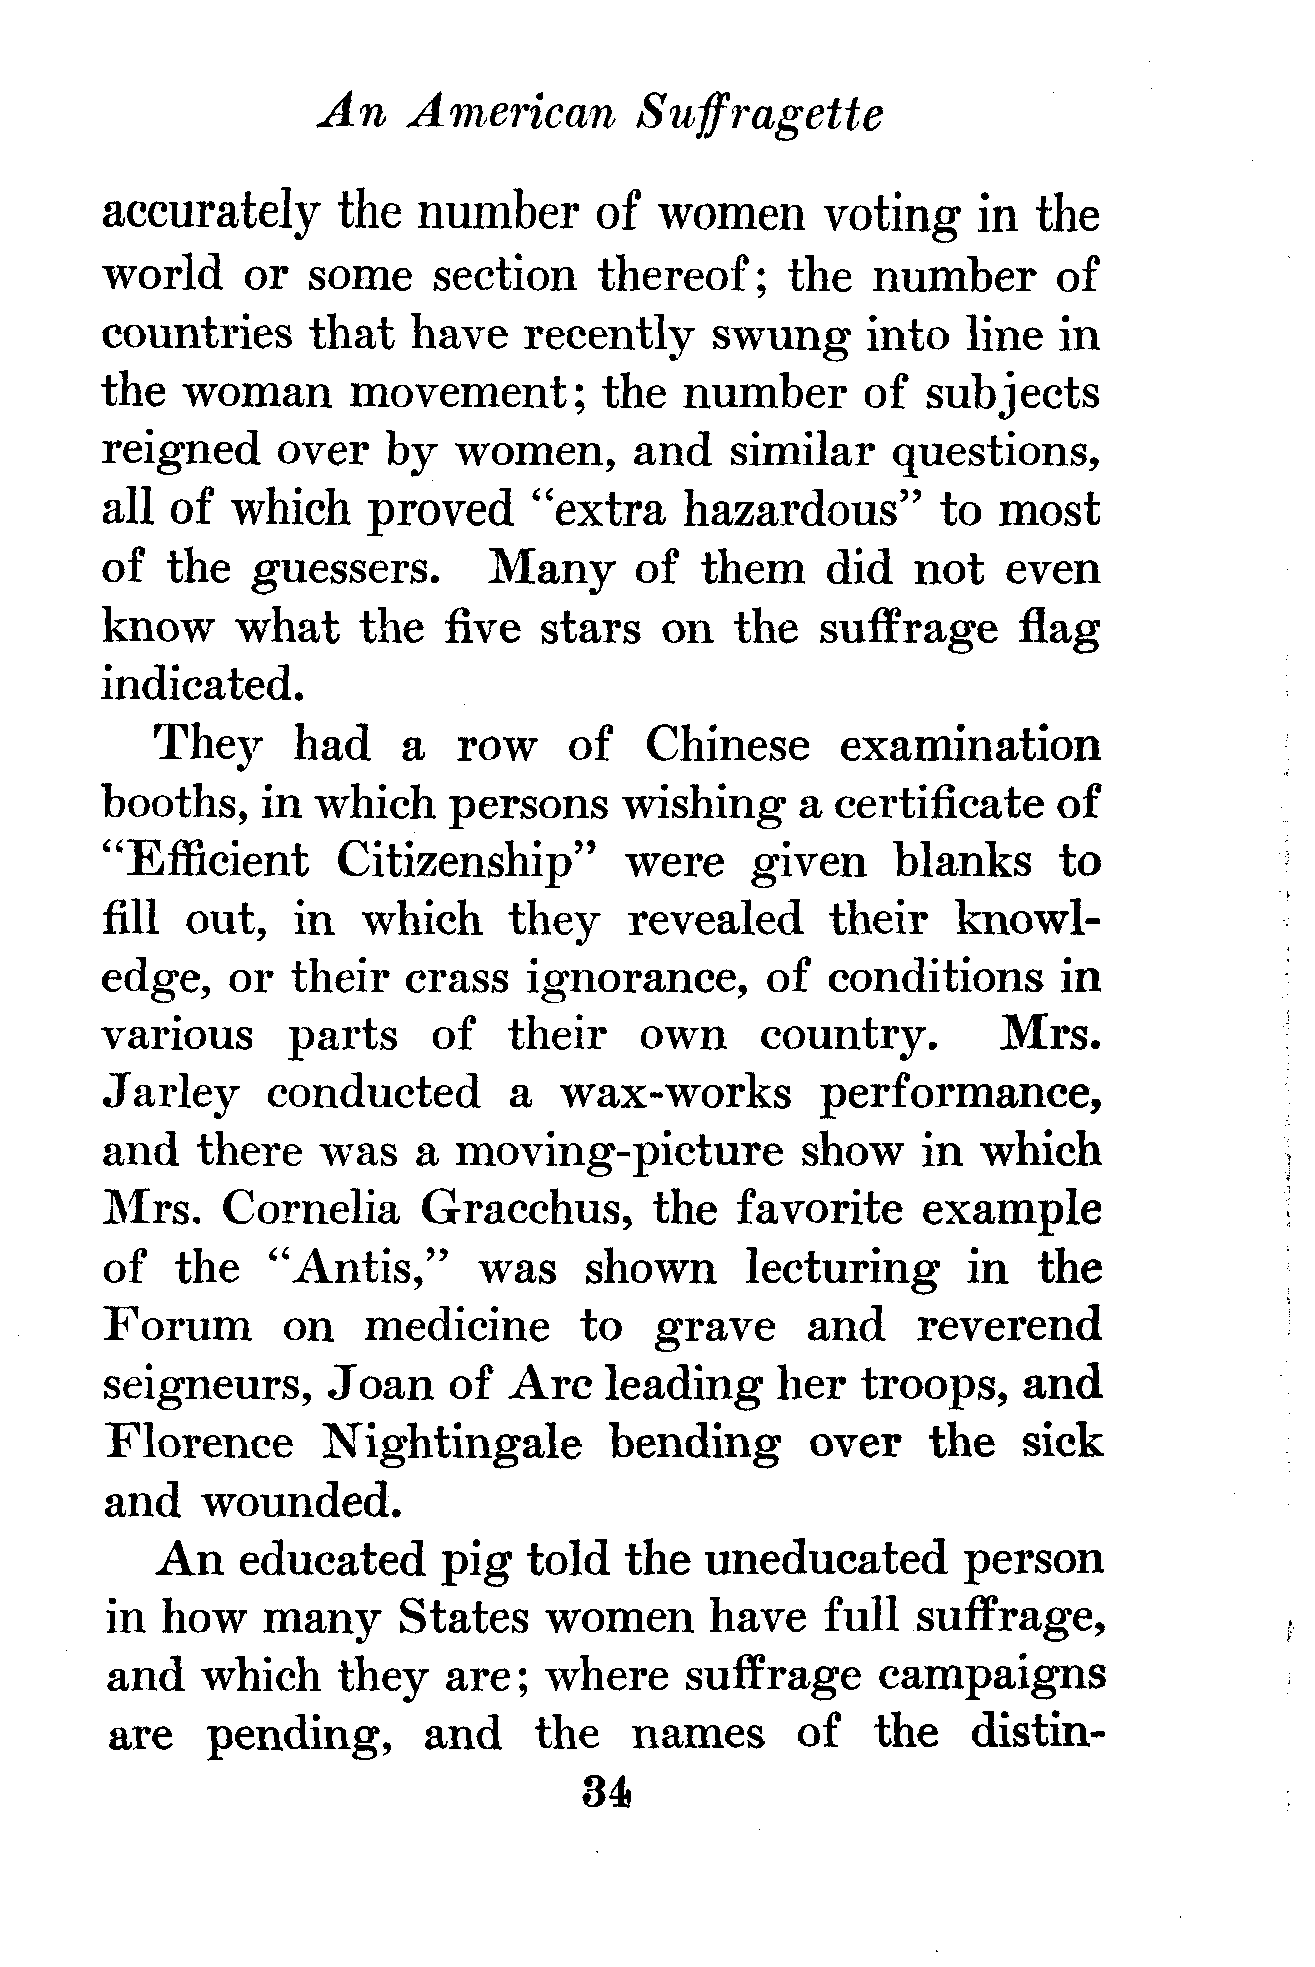 An American Suffragette
accurately the number of women voting in the
world or some section thereof; the number of
countries that have recently swung into line in
the woman movement; the number of subjects
reigned over by women, and similar questions,
all of which proved “extra hazardous” to most
of the guessers. Many of them did not even
know what the five stars on the suffrage flag
indicated.
They had a row of Chinese examination
booths, in which persons wishing a certificate of
“Efficient Citizenship” were given blanks to
fill out, in which they revealed their knowl-
edge, or their crass ignorance, of conditions in
various parts of their own country. Mrs.
Jarley conducted a wax-works performance,
and there was a moving-picture show in which
Mrs. Cornelia Gracchus, the favorite example
of the “Antis,” was shown lecturing in the
Forum on medicine to grave and reverend
seigneurs, Joan of Arc leading her troops, and
Florence Nightingale bending over the sick
and wounded.
An educated pig told the uneducated person
in how many States women have full suffrage,
and which they are; where suffrage campaigns
are pending, and the names of the distin-
34